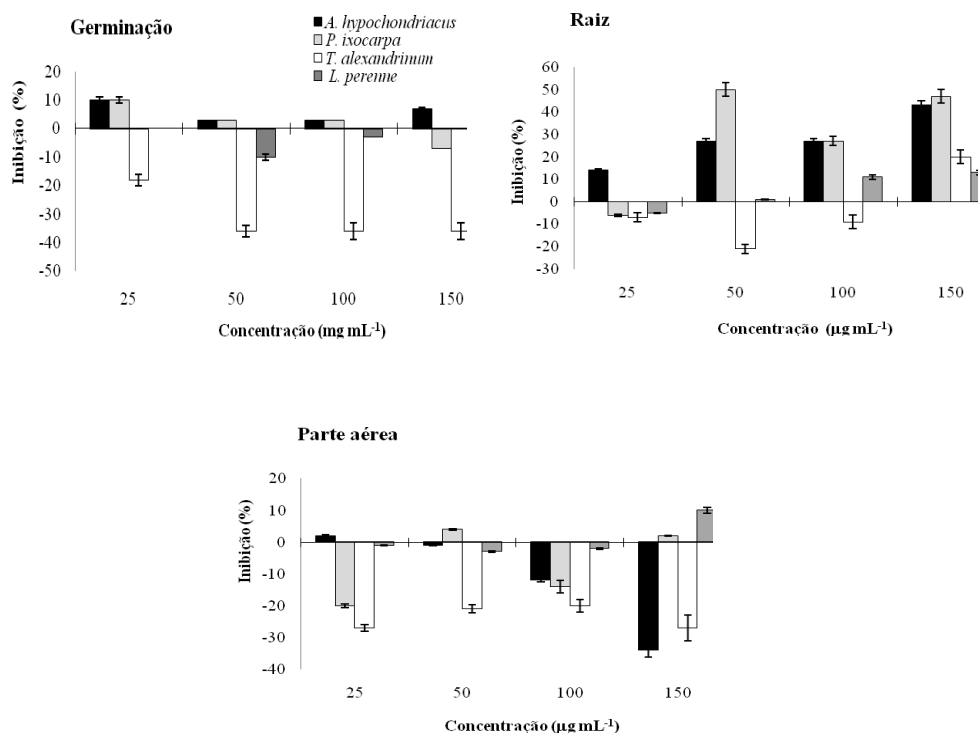 Germinação
A. hypochondriacus
P. ixocarpa
T. alexandrinum
L. perenne
Inibição (%)
20
10
0
-10
-20
-30
-40
-50
25 50 100 150
Concentração (mg mL-1)
Raiz
Inibição (%)
60
50
40
30
20
10
0
-10
-20
-30
25 50 100 150
Concentração (µg mL-1)
Parte aérea
Inibição (%)
20
10
0
-10
-20
-30
-40
25 50 100 150
Concentração (µg mL-1)